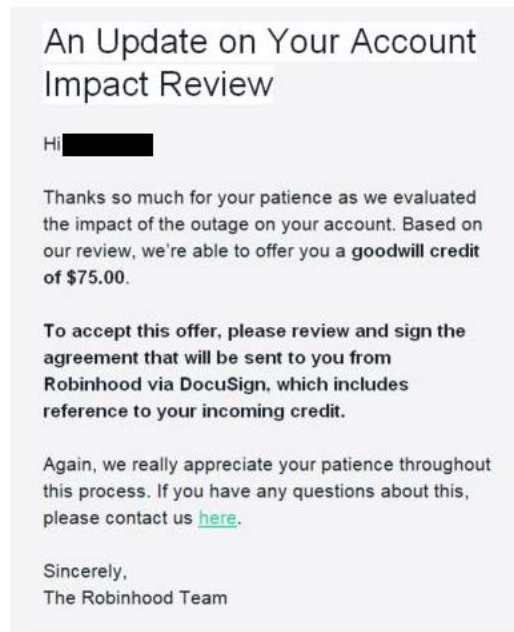 An Update on Your Account
Impact Review
Hi
Thanks so much for your patience as we evaluated
the impact of the outage on your account. Based on
our review, we're able to offer you a goodwill credit
of $75.00.
To accept this offer, please review and sign the
agreement that will be sent to you from
Robinhood via DocuSign, which includes
reference to your incoming credit.
Again, we really appreciate your patience throughout
this process. If you have any questions about this,
please contact us here.
Sincerely,
The Robinhood Team